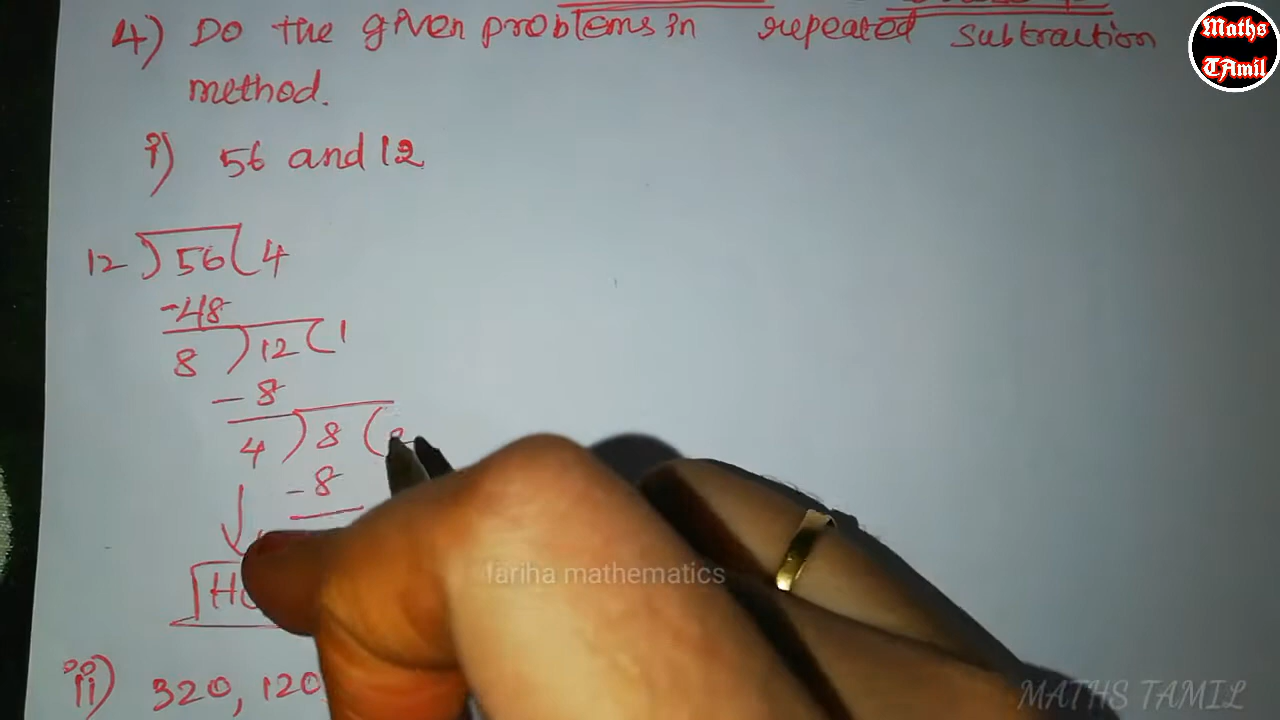 4) Do the given problems in repeated subtraction
method.
Maths
TAmil
i) 56 and 12
12 ) 56 ( 4
-48
8 ) 12 ( 1
- 8
4 ) 8 (
- 8
fariha mathematics
ii) 320, 120
MATHS TAMIL